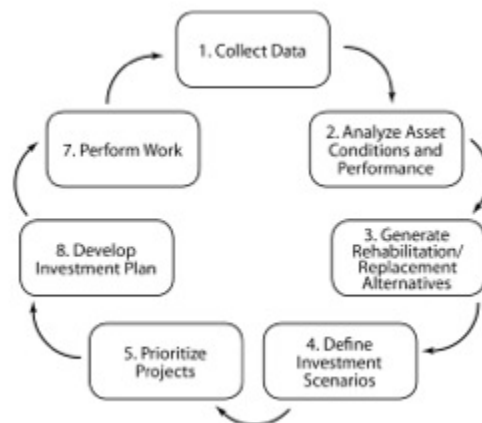 1. Collect Data
2. Analyze Asset
Conditions and
Performance
3. Generate
Rehabilitation/
Replacement
Alternatives
4. Define
Investment
Scenarios
5. Prioritize
Projects
8. Develop
Investment Plan
7. Perform Work